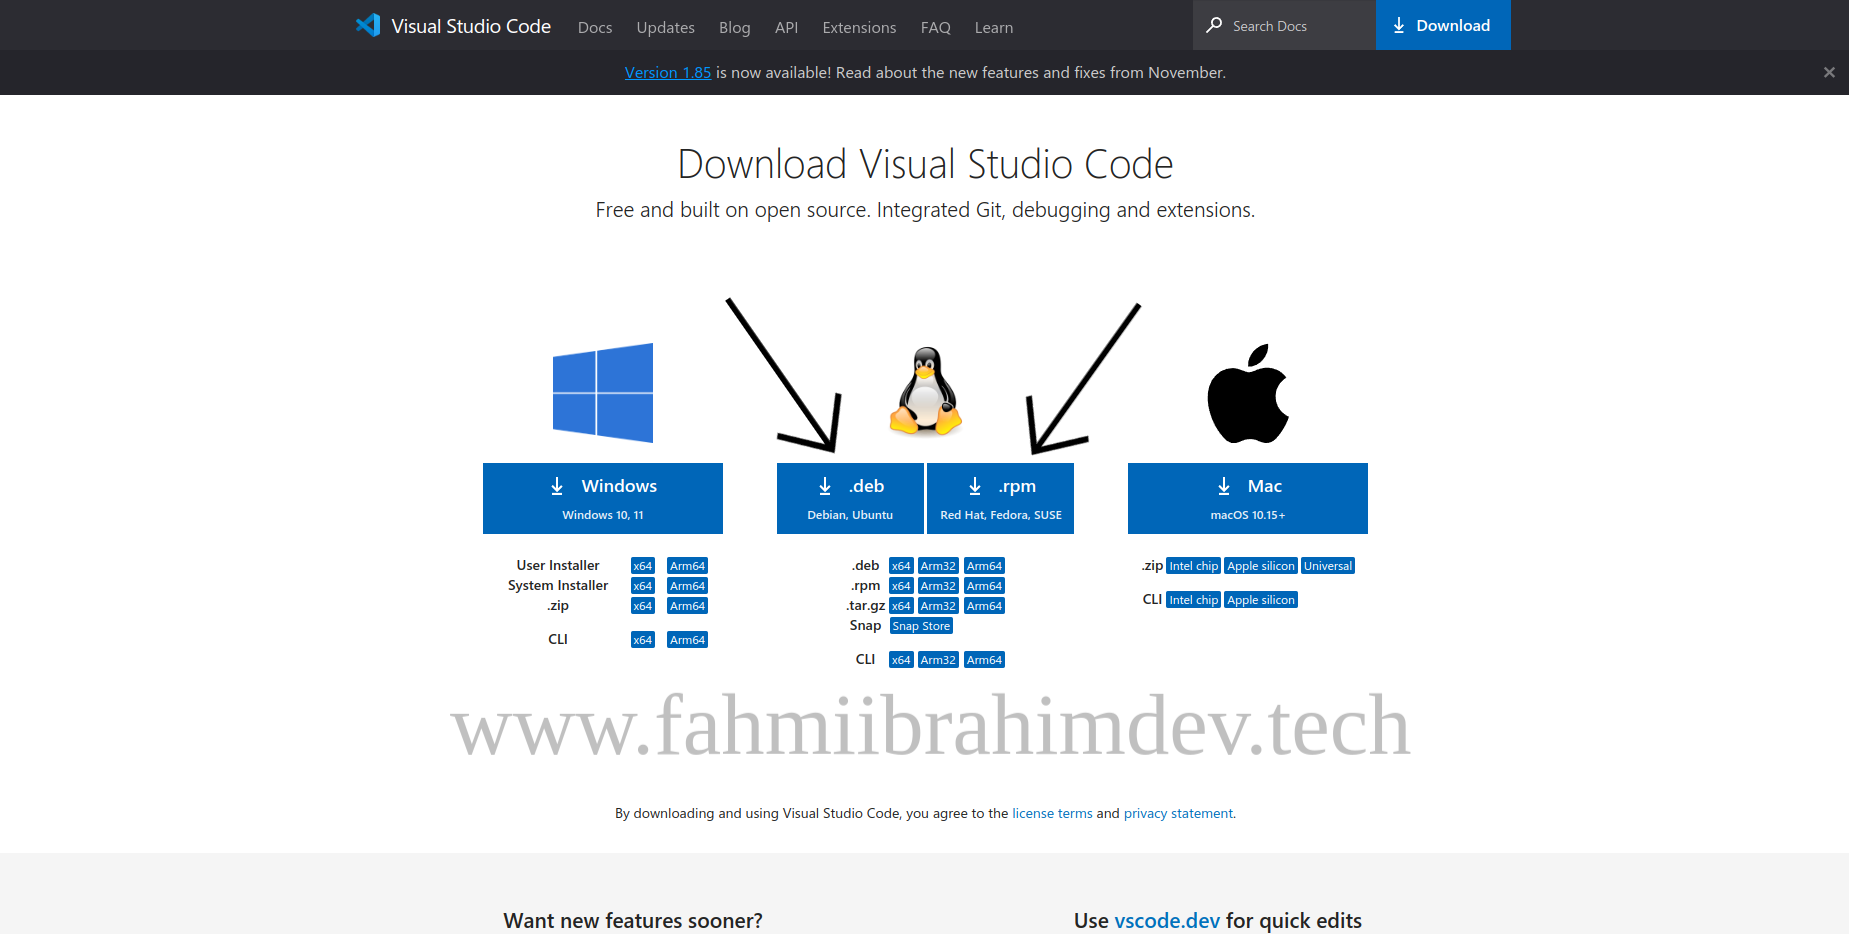 Visual Studio Code Docs Updates Blog API Extensions FAQ Learn Search Docs Download
Version 1.85 is now available! Read about the new features and fixes from November.
Download Visual Studio Code
Free and built on open source. Integrated Git, debugging and extensions.
Windows
Windows 10, 11
User Installer x64 Arm64
System Installer x64 Arm64
.zip x64 Arm64
CLI x64 Arm64
.deb
Debian, Ubuntu
.rpm
Red Hat, Fedora, SUSE
.deb x64 Arm32 Arm64
.rpm x64 Arm32 Arm64
.tar.gz x64 Arm32 Arm64
Snap Snap Store
CLI x64 Arm32 Arm64
Mac
macOS 10.15+
.zip Intel chip Apple silicon Universal
CLI Intel chip Apple silicon
www.fahmiibrahimdev.tech
By downloading and using Visual Studio Code, you agree to the license terms and privacy statement.
Want new features sooner?
Use vscode.dev for quick edits